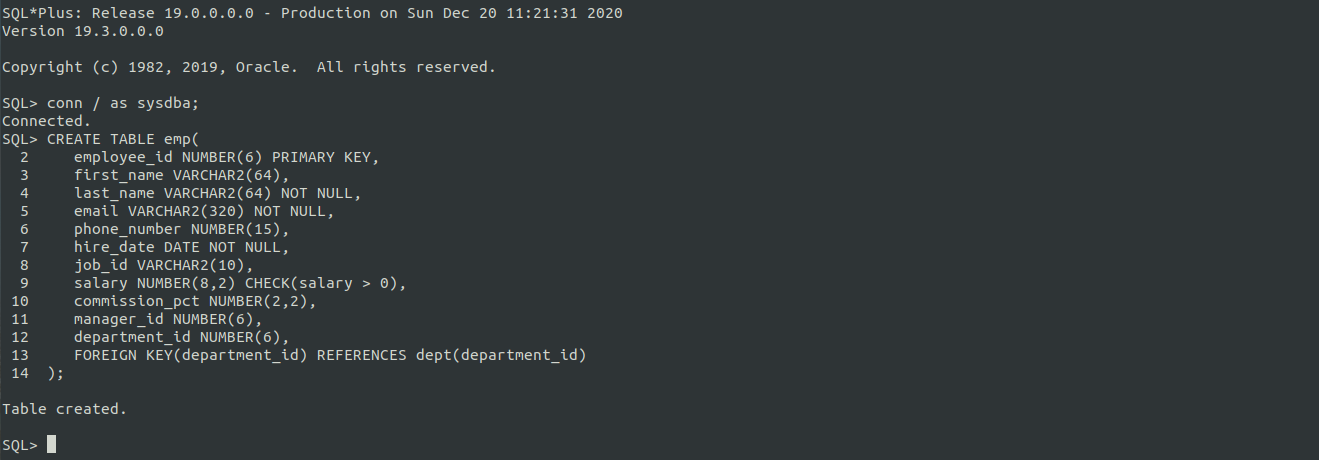 SQL*Plus: Release 19.0.0.0.0 - Production on Sun Dec 20 11:21:31 2020
Version 19.3.0.0.0
Copyright (c) 1982, 2019, Oracle.  All rights reserved.
SQL> conn / as sysdba;
Connected.
SQL> CREATE TABLE emp(
  2     employee_id NUMBER(6) PRIMARY KEY,
  3     first_name VARCHAR2(64),
  4     last_name VARCHAR2(64) NOT NULL,
  5     email VARCHAR2(320) NOT NULL,
  6     phone_number NUMBER(15),
  7     hire_date DATE NOT NULL,
  8     job_id VARCHAR2(10),
  9     salary NUMBER(8,2) CHECK(salary > 0),
 10     commission_pct NUMBER(2,2),
 11     manager_id NUMBER(6),
 12     department_id NUMBER(6),
 13     FOREIGN KEY(department_id) REFERENCES dept(department_id)
 14  );
Table created.
SQL>